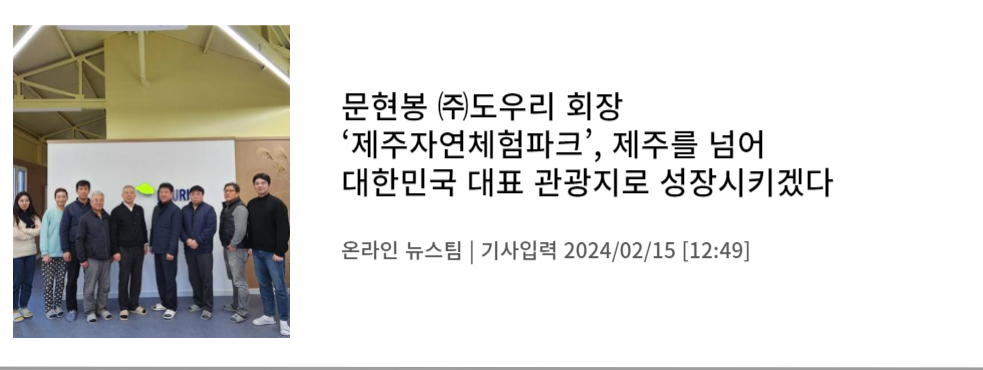 문현봉 ㈜도우리 회장
‘제주자연체험파크’, 제주를 넘어
대한민국 대표 관광지로 성장시키겠다
온라인 뉴스팀 | 기사입력 2024/02/15 [12:49]